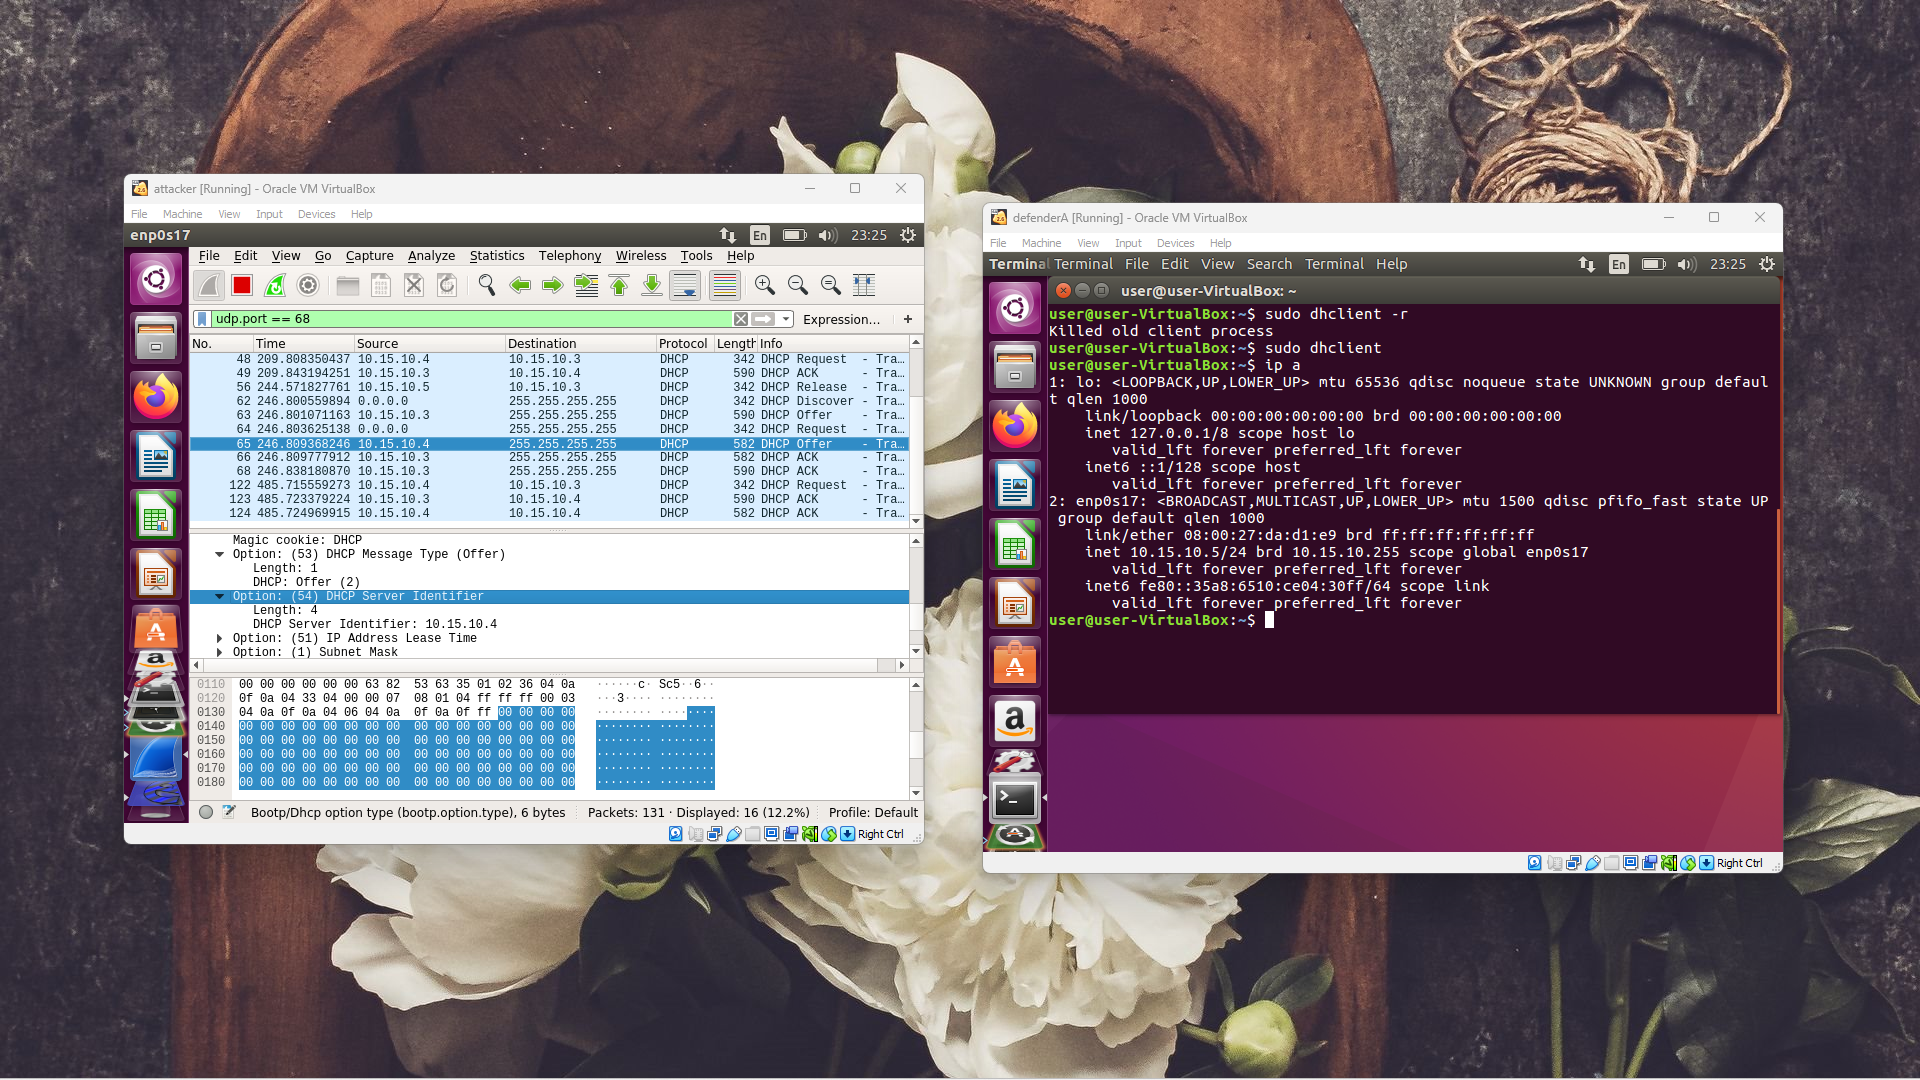 attacker [Running] - Oracle VM VirtualBox
File Machine View Input Devices Help
enp0s17 En 23:25
File Edit View Go Capture Analyze Statistics Telephony Wireless Tools Help
udp.port == 68 Expression... +
No. Time Source Destination Protocol Length Info
48 209.808350437 10.15.10.4 10.15.10.3 DHCP 342 DHCP Request - Tra...
49 209.843194251 10.15.10.3 10.15.10.4 DHCP 590 DHCP ACK - Tra...
56 244.571827761 10.15.10.5 10.15.10.3 DHCP 342 DHCP Release - Tra...
62 246.800559894 0.0.0.0 255.255.255.255 DHCP 342 DHCP Discover - Tra...
63 246.801071163 10.15.10.3 255.255.255.255 DHCP 590 DHCP Offer - Tra...
64 246.803625138 0.0.0.0 255.255.255.255 DHCP 342 DHCP Request - Tra...
65 246.809368246 10.15.10.4 255.255.255.255 DHCP 582 DHCP Offer - Tra...
66 246.809777912 10.15.10.3 255.255.255.255 DHCP 582 DHCP ACK - Tra...
68 246.838180870 10.15.10.3 255.255.255.255 DHCP 590 DHCP ACK - Tra...
122 485.715559273 10.15.10.4 10.15.10.3 DHCP 342 DHCP Request - Tra...
123 485.723379224 10.15.10.3 10.15.10.4 DHCP 590 DHCP ACK - Tra...
124 485.724969915 10.15.10.4 10.15.10.4 DHCP 582 DHCP ACK - Tra...
Magic cookie: DHCP
Option: (53) DHCP Message Type (Offer)
Length: 1
DHCP: Offer (2)
Option: (54) DHCP Server Identifier
Length: 4
DHCP Server Identifier: 10.15.10.4
Option: (51) IP Address Lease Time
Option: (1) Subnet Mask
0110 00 00 00 00 00 00 63 82 53 63 35 01 02 36 04 0a ······c· Sc5··6··
0120 0f 0a 04 33 04 00 00 07 08 01 04 ff ff ff 00 03 ···3···· ········
0130 04 0a 0f 0a 04 06 04 0a 0f 0a 0f ff 00 00 00 00 ········ ········
0140 00 00 00 00 00 00 00 00 00 00 00 00 00 00 00 00 ········ ········
0150 00 00 00 00 00 00 00 00 00 00 00 00 00 00 00 00 ········ ········
0160 00 00 00 00 00 00 00 00 00 00 00 00 00 00 00 00 ········ ········
0170 00 00 00 00 00 00 00 00 00 00 00 00 00 00 00 00 ········ ········
0180 00 00 00 00 00 00 00 00 00 00 00 00 00 00 00 00 ········ ········
Bootp/Dhcp option type (bootp.option.type), 6 bytes Packets: 131 · Displayed: 16 (12.2%) Profile: Default
Right Ctrl
defenderA [Running] - Oracle VM VirtualBox
File Machine View Input Devices Help
Terminal Terminal File Edit View Search Terminal Help En 23:25
user@user-VirtualBox: ~
user@user-VirtualBox:~$ sudo dhclient -r
Killed old client process
user@user-VirtualBox:~$ sudo dhclient
user@user-VirtualBox:~$ ip a
1: lo: <LOOPBACK,UP,LOWER_UP> mtu 65536 qdisc noqueue state UNKNOWN group defaul
t qlen 1000
link/loopback 00:00:00:00:00:00 brd 00:00:00:00:00:00
inet 127.0.0.1/8 scope host lo
valid_lft forever preferred_lft forever
inet6 ::1/128 scope host
valid_lft forever preferred_lft forever
2: enp0s17: <BROADCAST,MULTICAST,UP,LOWER_UP> mtu 1500 qdisc pfifo_fast state UP
group default qlen 1000
link/ether 08:00:27:da:d1:e9 brd ff:ff:ff:ff:ff:ff
inet 10.15.10.5/24 brd 10.15.10.255 scope global enp0s17
valid_lft forever preferred_lft forever
inet6 fe80::35a8:6510:ce04:30ff/64 scope link
valid_lft forever preferred_lft forever
user@user-VirtualBox:~$
Right Ctrl